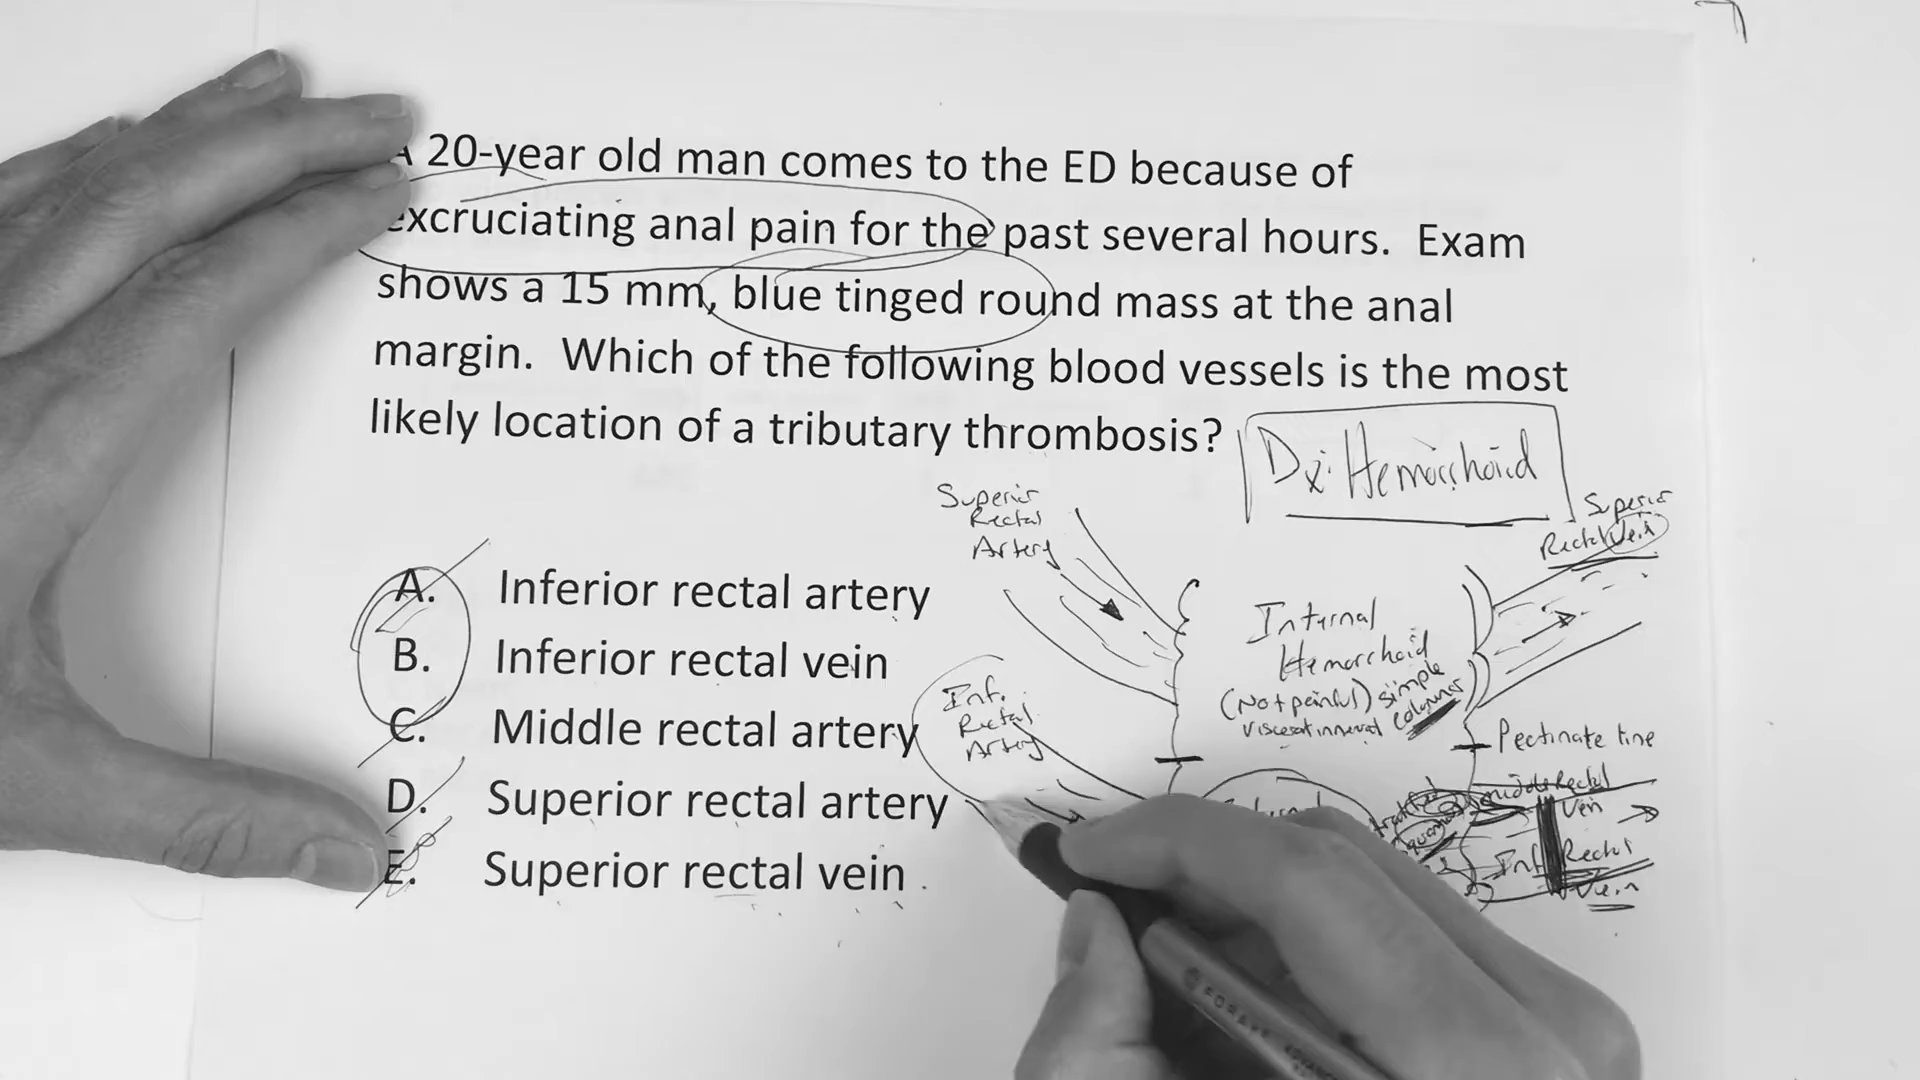 20-year old man comes to the ED because of
excruciating anal pain for the past several hours. Exam
shows a 15 mm, blue tinged round mass at the anal
margin. Which of the following blood vessels is the most
likely location of a tributary thrombosis?
Dx: Hemorrhoid
Superior
Rectal
Artery
Superior
Rectal Vein
A. Inferior rectal artery
B. Inferior rectal vein
C. Middle rectal artery
D. Superior rectal artery
E. Superior rectal vein
Internal
Hemorrhoid
(Not painful) simple
columnar
Inf.
Rectal
Artery
Pectinate line
middle Rectal
Vein
Inf Rectal
Vein